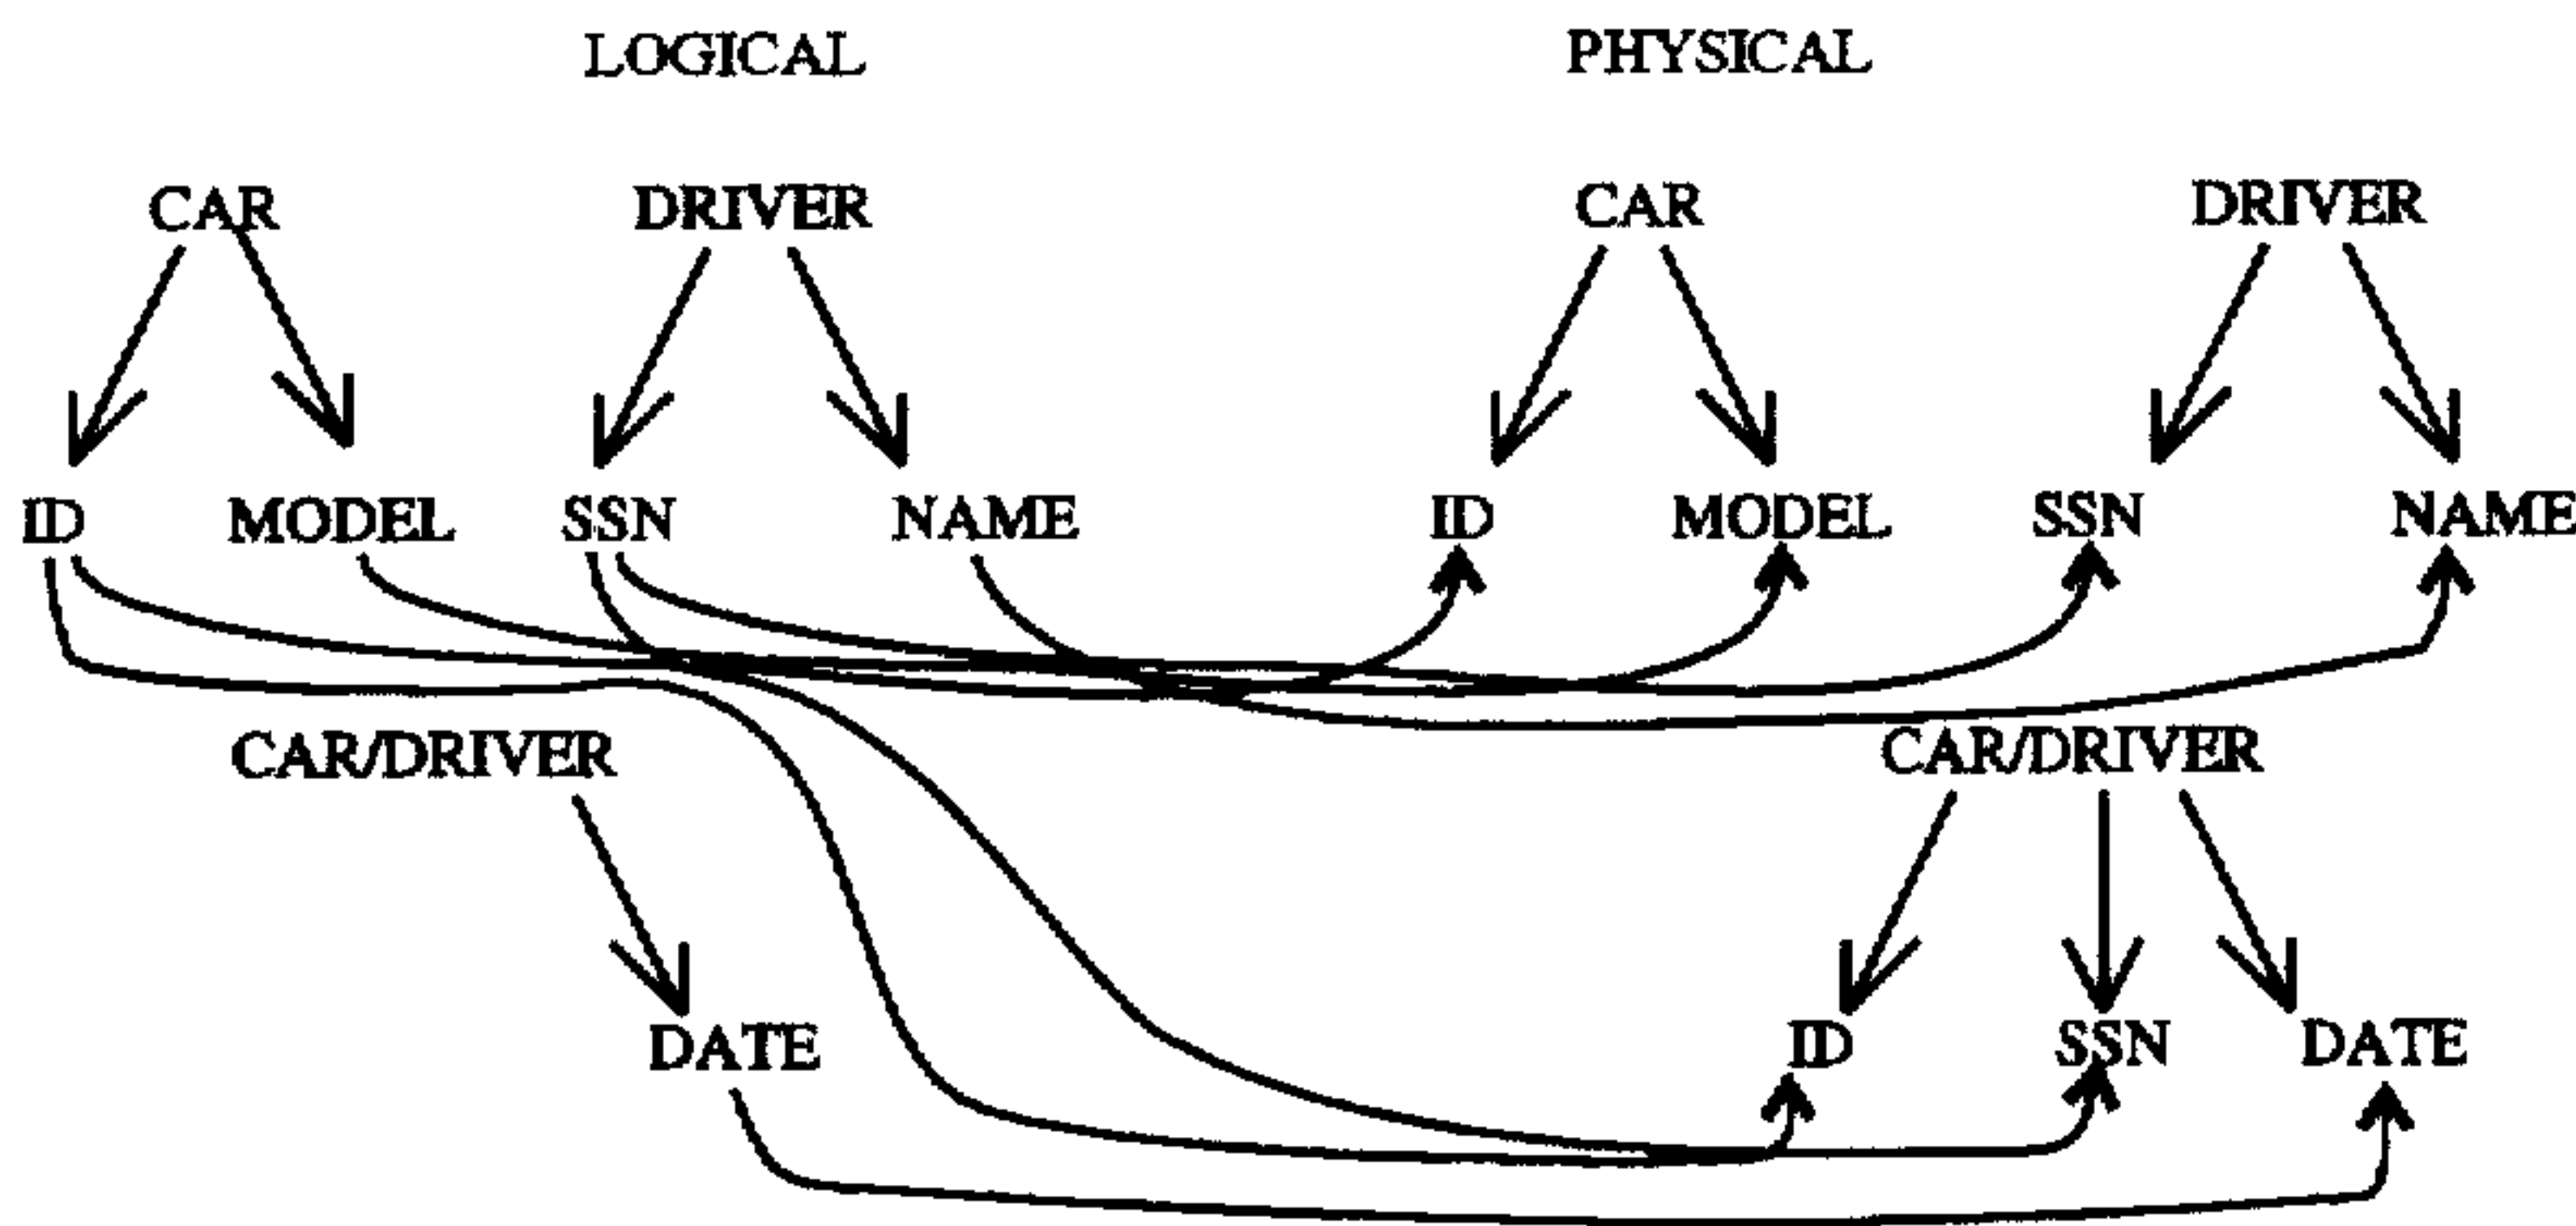 LOGICAL PHYSICAL
CAR DRIVER CAR DRIVER
ID MODEL SSN NAME ID MODEL SSN NAME
CAR/DRIVER CAR/DRIVER
DATE ID SSN DATE